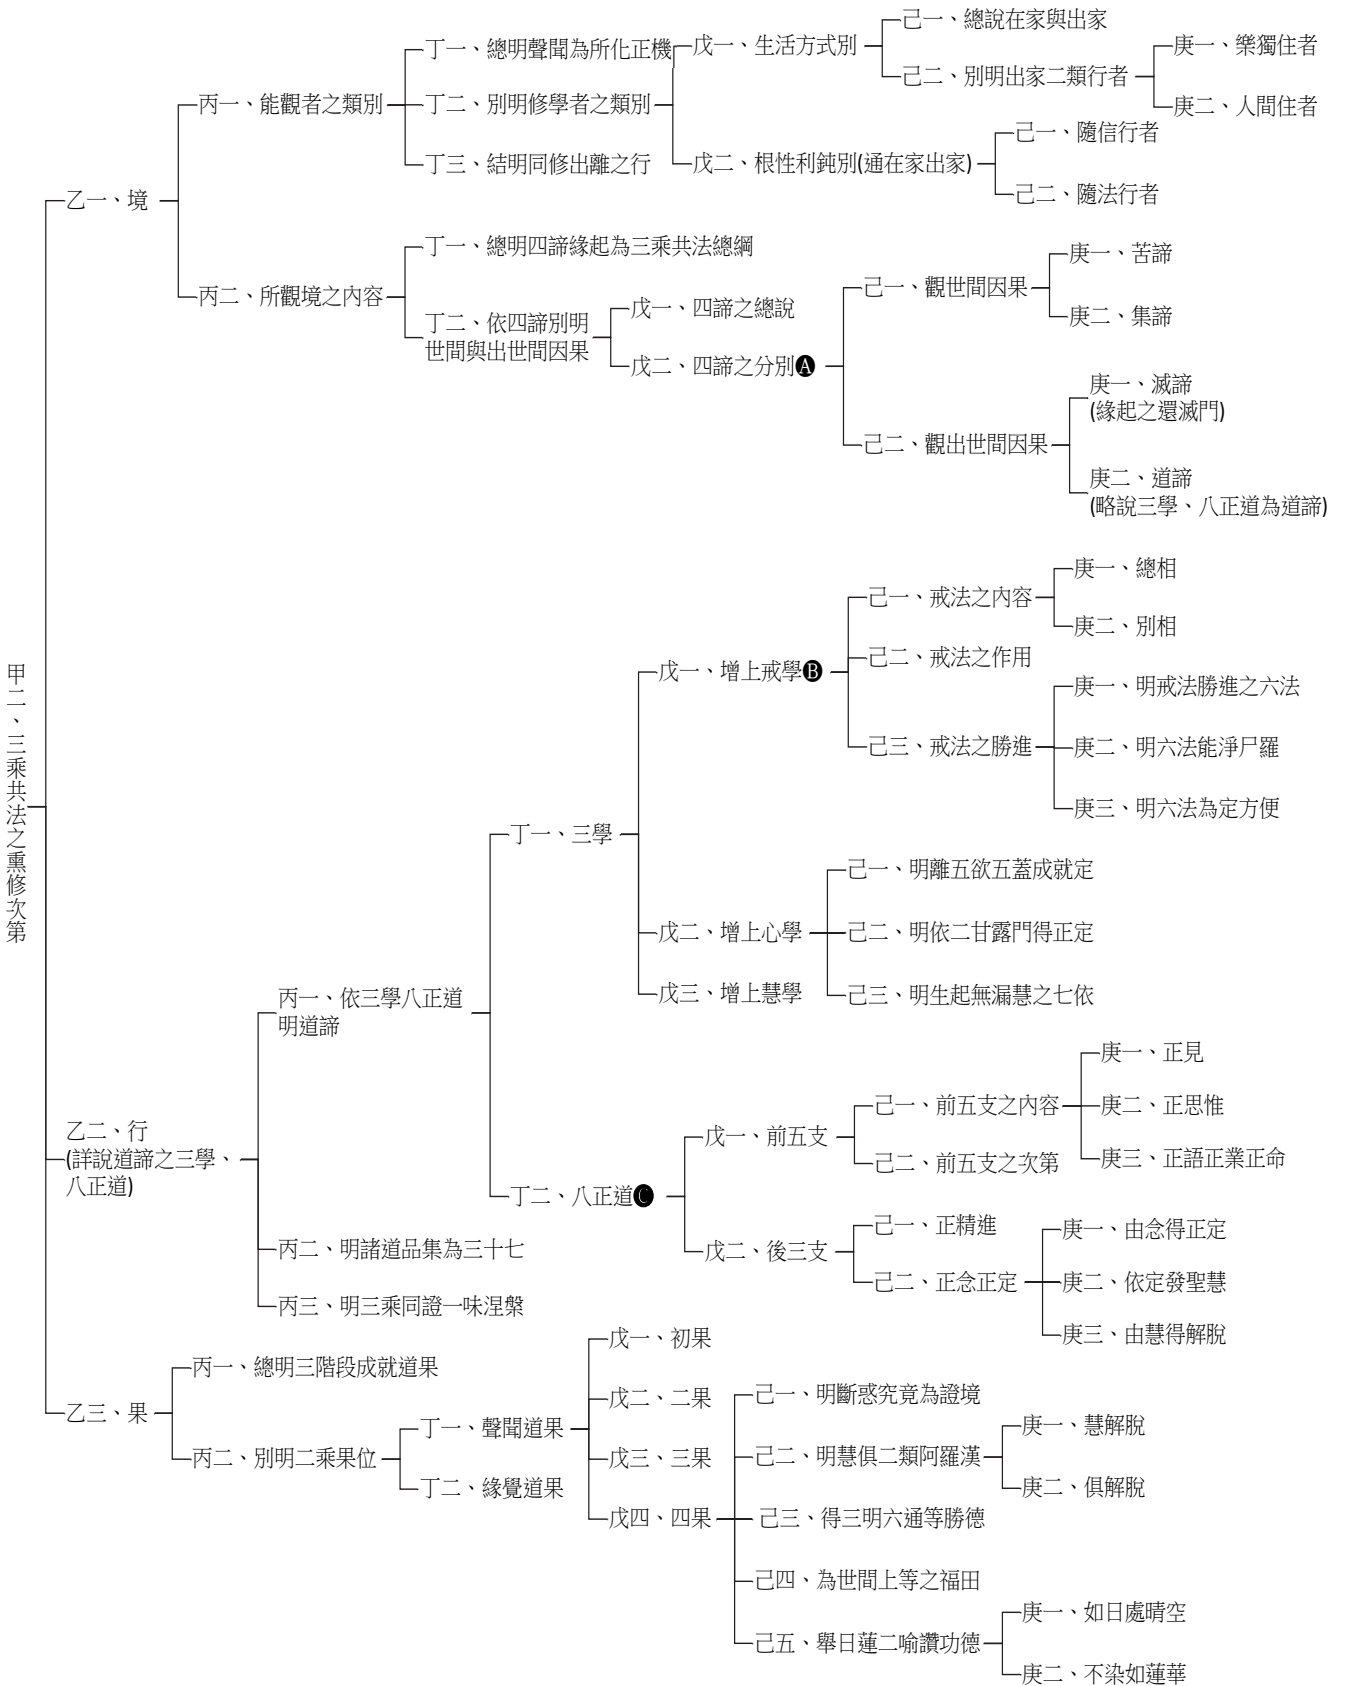 甲二、三乘共法之熏修次第
乙一、境
丙一、能觀者之類別
丁一、總明聲聞為所化正機
丁二、別明修學者之類別
戊一、生活方式別
己一、總說在家與出家
己二、別明出家二類行者
庚一、樂獨住者
庚二、人間住者
戊二、根性利鈍別(通在家出家)
己一、隨信行者
己二、隨法行者
丁三、結明同修出離之行
丙二、所觀境之內容
丁一、總明四諦緣起為三乘共法總綱
丁二、依四諦別明
世間與出世間因果
戊一、四諦之總說
戊二、四諦之分別A
己一、觀世間因果
庚一、苦諦
庚二、集諦
己二、觀出世間因果
庚一、滅諦
(緣起之還滅門)
庚二、道諦
(略說三學、八正道為道諦)
乙二、行
(詳說道諦之三學、
八正道)
丙一、依三學八正道
明道諦
丁一、三學
戊一、增上戒學B
己一、戒法之內容
庚一、總相
庚二、別相
己二、戒法之作用
己三、戒法之勝進
庚一、明戒法勝進之六法
庚二、明六法能淨尸羅
庚三、明六法為定方便
戊二、增上心學
己一、明離五欲五蓋成就定
己二、明依二甘露門得正定
己三、明生起無漏慧之七依
戊三、增上慧學
丁二、八正道C
戊一、前五支
己一、前五支之內容
庚一、正見
庚二、正思惟
庚三、正語正業正命
己二、前五支之次第
戊二、後三支
己一、正精進
己二、正念正定
庚一、由念得正定
庚二、依定發聖慧
庚三、由慧得解脫
丙二、明諸道品集為三十七
丙三、明三乘同證一味涅槃
乙三、果
丙一、總明三階段成就道果
丙二、別明二乘果位
丁一、聲聞道果
戊一、初果
戊二、二果
戊三、三果
戊四、四果
己一、明斷惑究竟為證境
己二、明慧俱二類阿羅漢
庚一、慧解脫
庚二、俱解脫
己三、得三明六通等勝德
己四、為世間上等之福田
己五、舉日蓮二喻讚功德
庚一、如日處晴空
庚二、不染如蓮華
丁二、緣覺道果